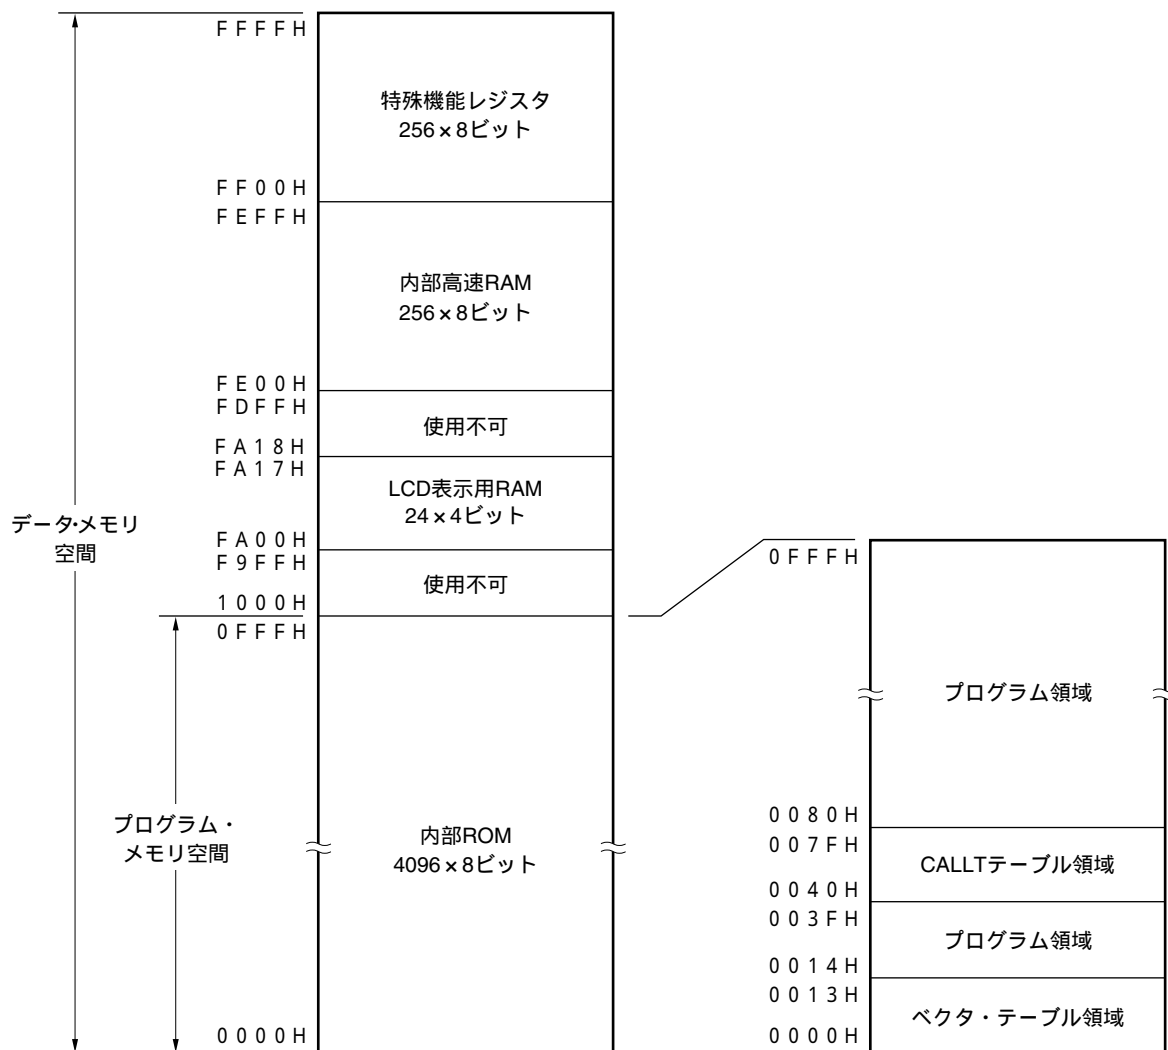 FFFFH
特殊機能レジスタ
256×8ビット
FF00H
FEFFH
内部高速RAM
256×8ビット
FE00H
FDFFH
使用不可
FA18H
FA17H
LCD表示用RAM
24×4ビット
データ・メモリ
空間
FA00H
F9FFH
使用不可
1000H
0FFFH
プログラム・
メモリ空間
内部ROM
4096×8ビット
0000H
0FFFH
プログラム領域
0080H
007FH
CALLTテーブル領域
0040H
003FH
プログラム領域
0014H
0013H
ベクタ・テーブル領域
0000H